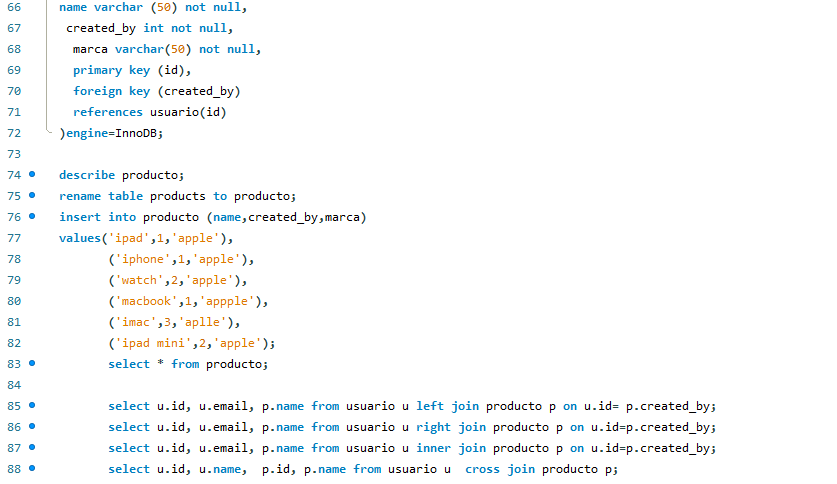 66 name varchar (50) not null,
67 created_by int not null,
68 marca varchar(50) not null,
69 primary key (id),
70 foreign key (created_by)
71 references usuario(id)
72 )engine=InnoDB;
73
74 describe producto;
75 rename table products to producto;
76 insert into producto (name,created_by,marca)
77 values('ipad',1,'apple'),
78 ('iphone',1,'apple'),
79 ('watch',2,'apple'),
80 ('macbook',1,'appple'),
81 ('imac',3,'aplle'),
82 ('ipad mini',2,'apple');
83 select * from producto;
84
85 select u.id, u.email, p.name from usuario u left join producto p on u.id= p.created_by;
86 select u.id, u.email, p.name from usuario u right join producto p on u.id=p.created_by;
87 select u.id, u.email, p.name from usuario u inner join producto p on u.id=p.created_by;
88 select u.id, u.name,  p.id, p.name from usuario u  cross join producto p;